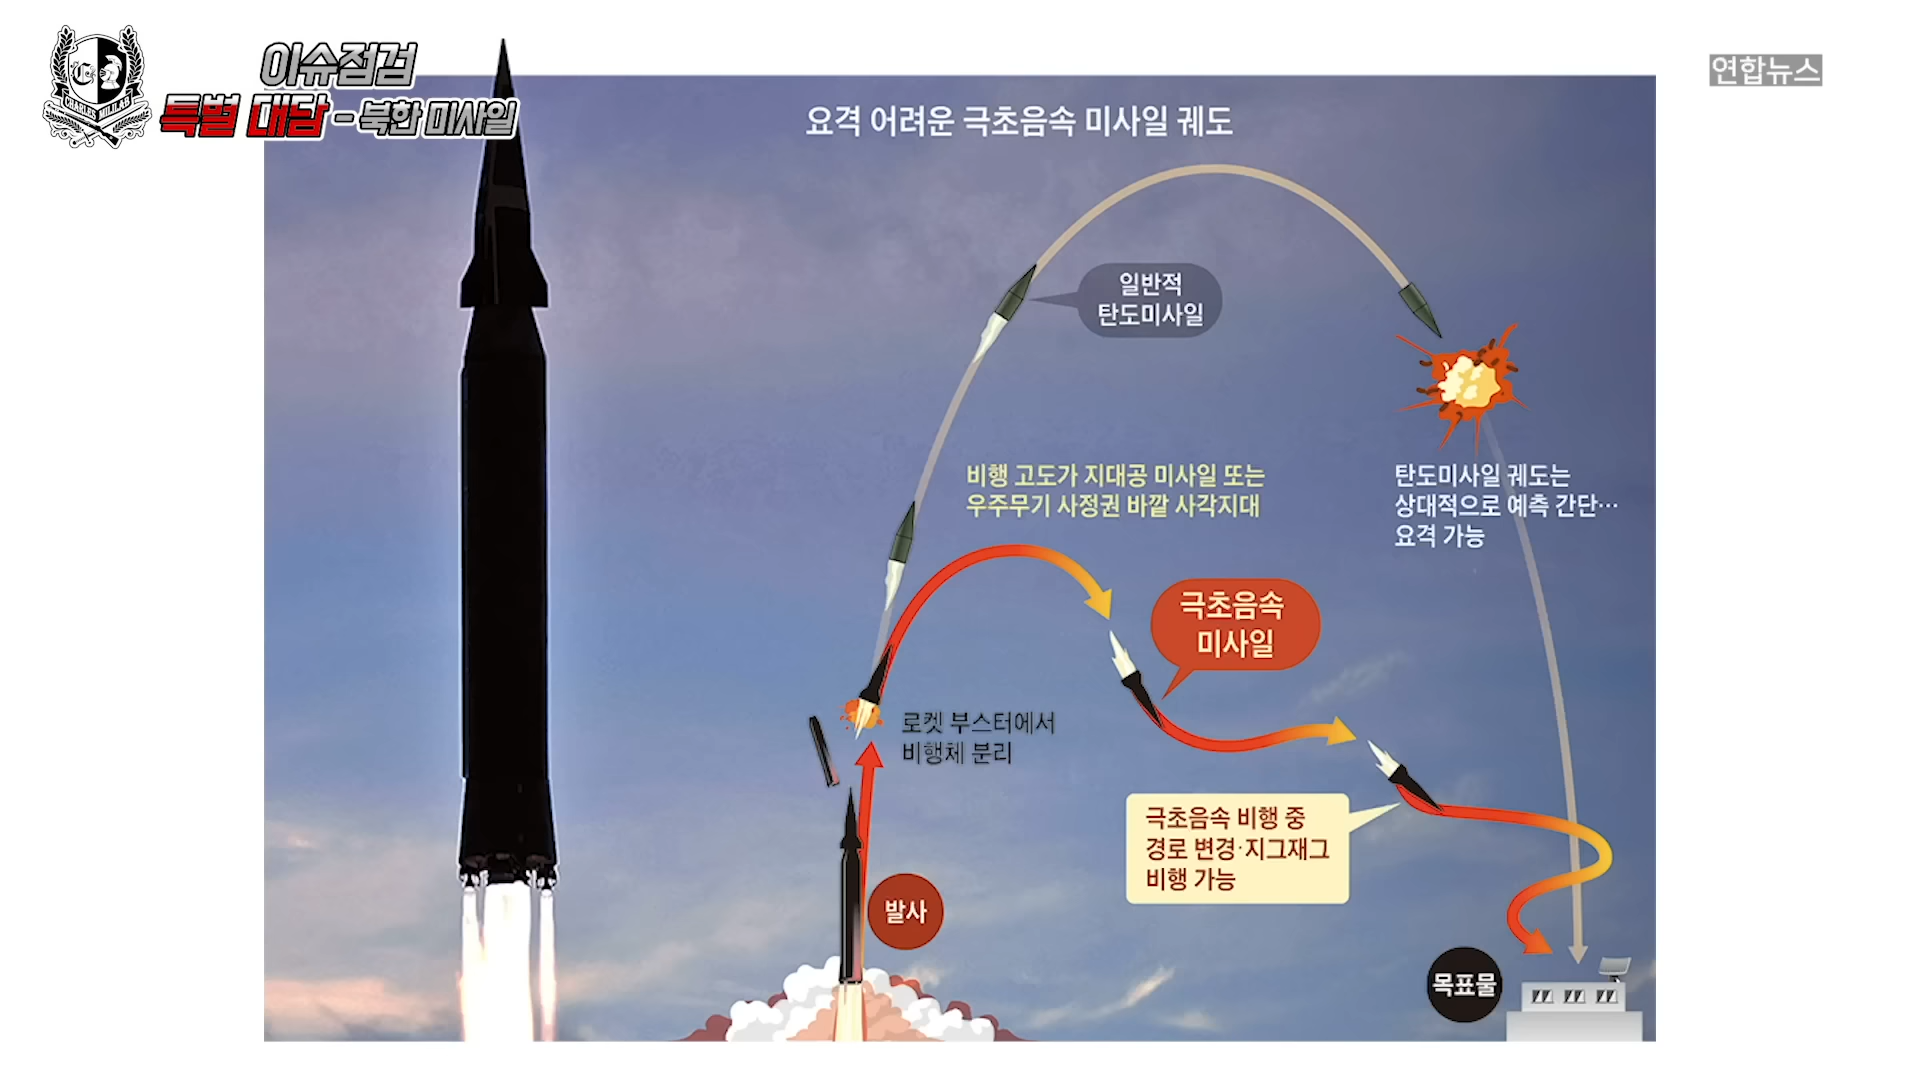 이슈점검
특별 대담 - 북한 미사일
CHARLES MILILAB
연합뉴스
요격 어려운 극초음속 미사일 궤도
일반적
탄도미사일
비행 고도가 지대공 미사일 또는
우주무기 사정권 바깥 사각지대
탄도미사일 궤도는
상대적으로 예측 간단…
요격 가능
극초음속
미사일
로켓 부스터에서
비행체 분리
극초음속 비행 중
경로 변경·지그재그
비행 가능
발사
목표물